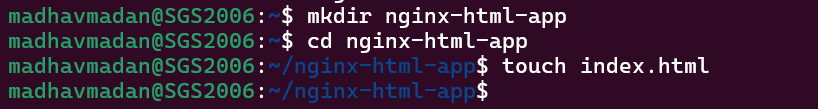 madhavmadan@SGS2006:~$ mkdir nginx-html-app
madhavmadan@SGS2006:~$ cd nginx-html-app
madhavmadan@SGS2006:~/nginx-html-app$ touch index.html
madhavmadan@SGS2006:~/nginx-html-app$